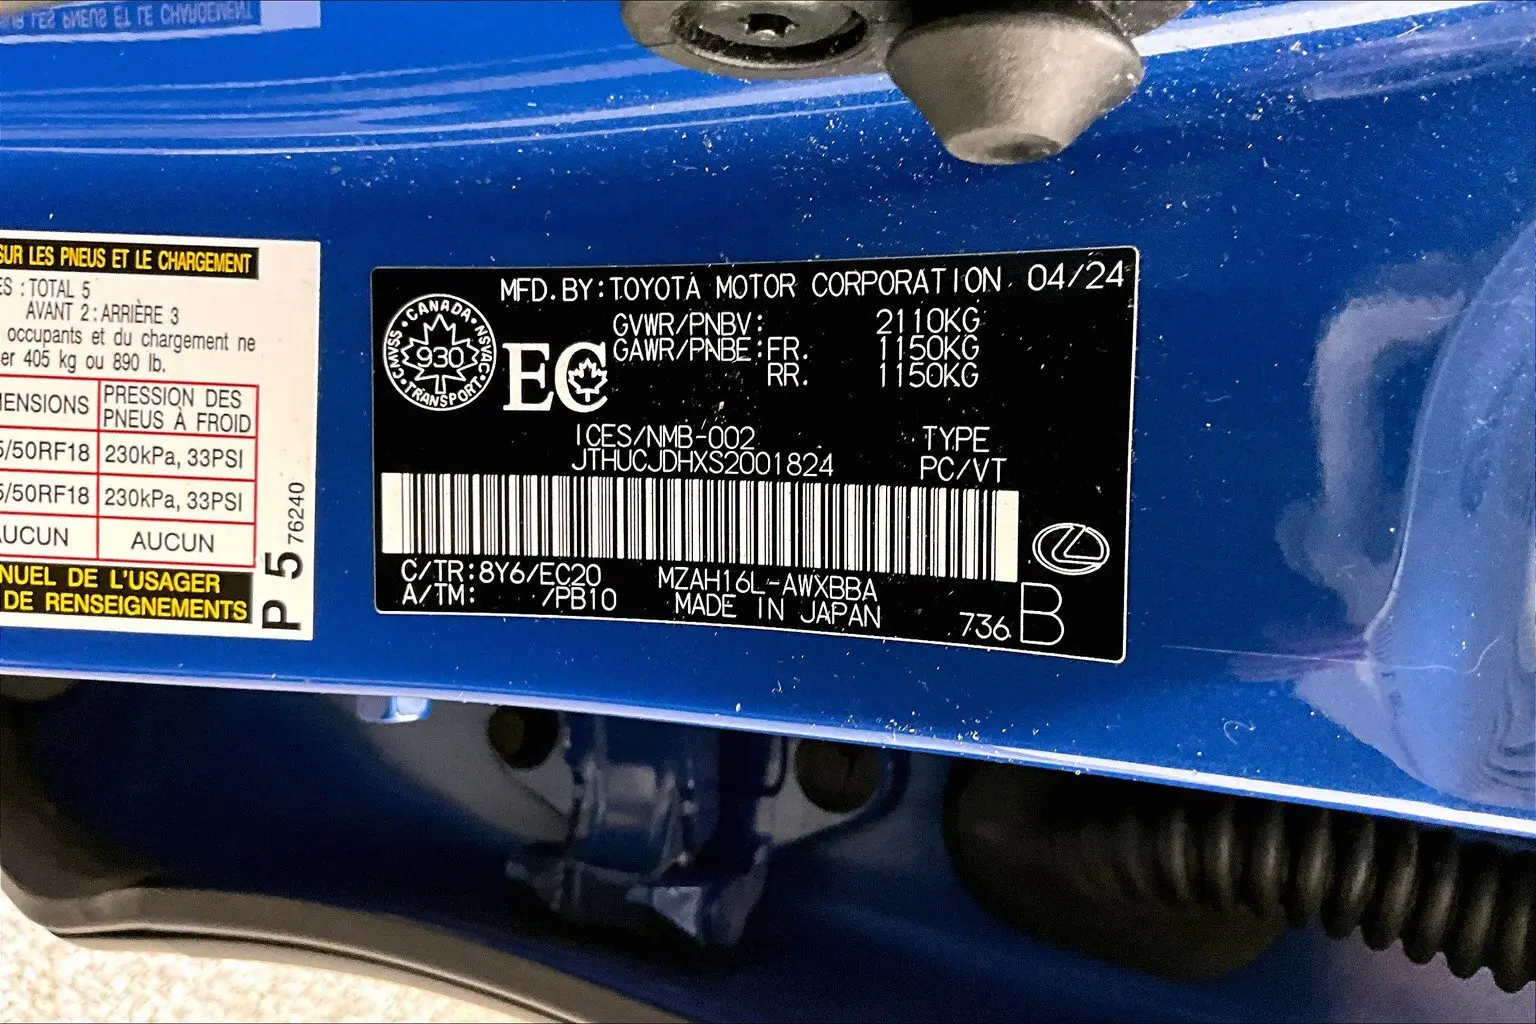 SUR LES PNEUS ET LE CHARGEMENT
ES : TOTAL 5
AVANT 2 : ARRIÈRE 3
occupants et du chargement ne
er 405 kg ou 890 lb.
MENSIONS PRESSION DES PNEUS À FROID
5/50RF18 230kPa, 33PSI
5/50RF18 230kPa, 33PSI
AUCUN AUCUN
NUEL DE L'USAGER
DE RENSEIGNEMENTS
P 5 76240
MFD. BY: TOYOTA MOTOR CORPORATION 04/24
CANADA
CMVSS NSVAC
930
TRANSPORT
EC
GVWR/PNBV: 2110KG
GAWR/PNBE: FR. 1150KG
RR. 1150KG
ICES/NMB-002 TYPE
JTHUCJDHXS2001824 PC/VT
C/TR: 8Y6/EC20 MZAH16L-AWXBBA
A/TM: /PB10 MADE IN JAPAN 736 B